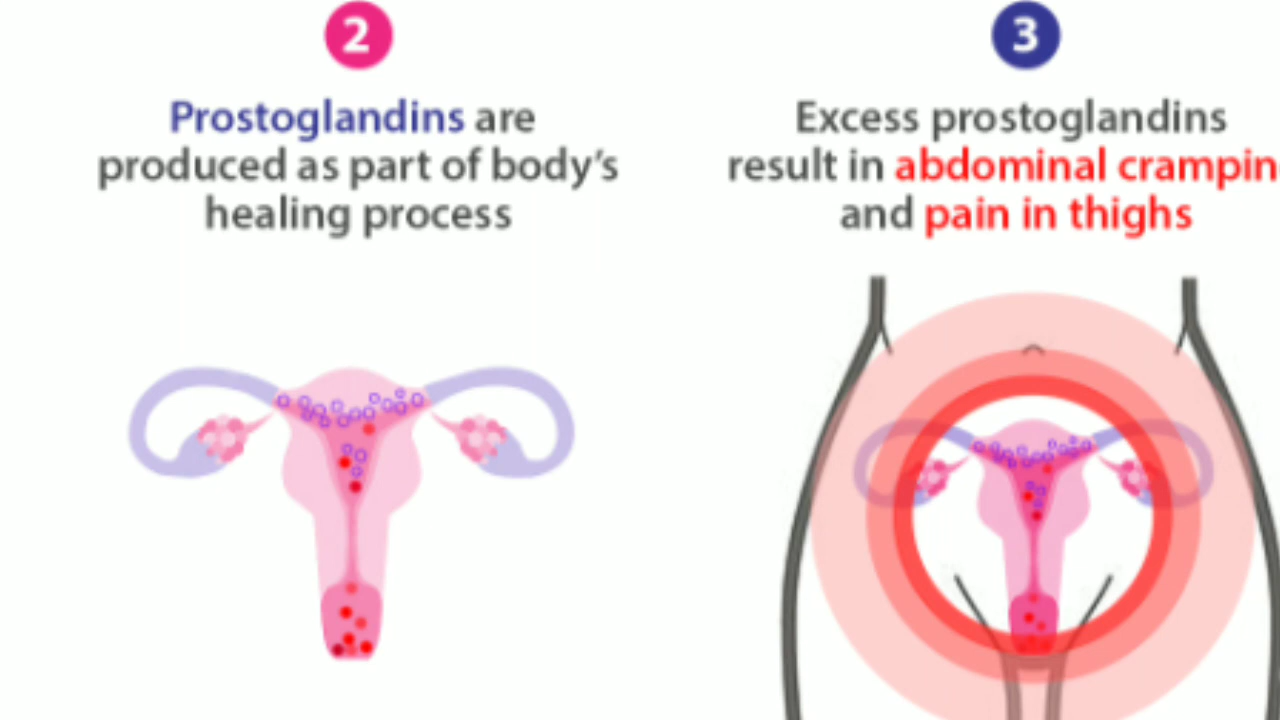 2
Prostoglandins are
produced as part of body's
healing process
3
Excess prostoglandins
result in abdominal crampin
and pain in thighs